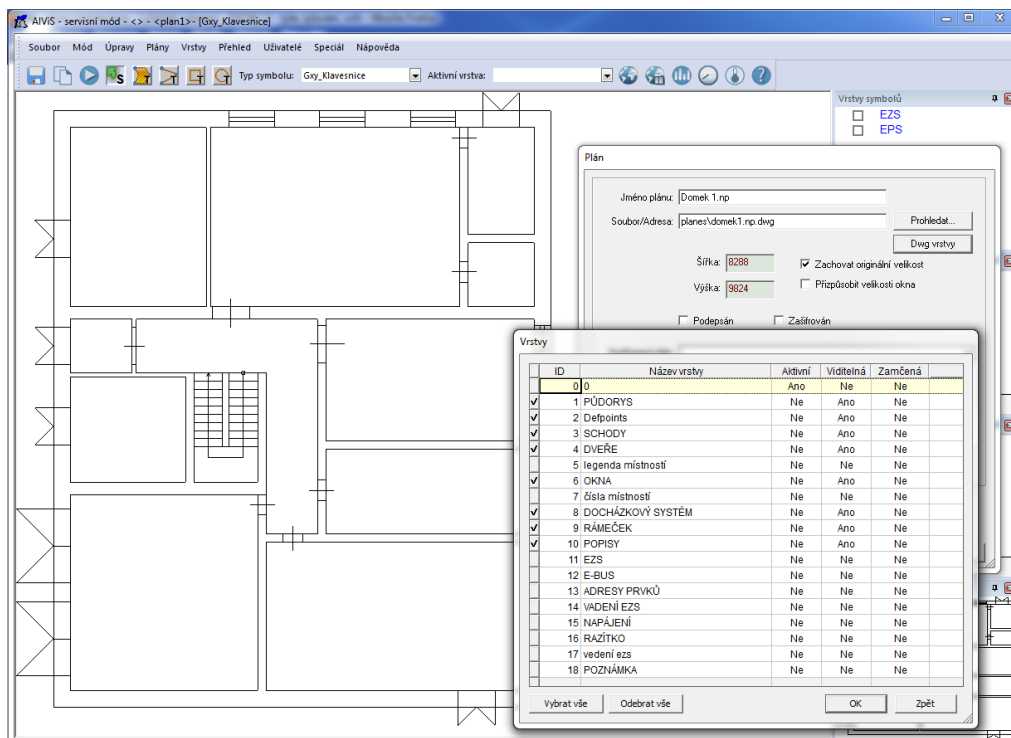 AlViS - servisní mód - <> - <plan1>- [Gxy_Klavesnice]
Soubor Mód Úpravy Plány Vrstvy Přehled Uživatelé Speciál Nápověda
Typ symbolu: Gxy_Klavesnice Aktivní vrstva:
Vrstvy symbolů
EZS
EPS
Plán
Jméno plánu: Domek 1.np
Soubor/Adresa: planes\domek1.np.dwg Prohledat...
Dwg vrstvy
Šířka: 8288 Zachovat originální velikost
Výška: 9824 Přizpůsobit velikosti okna
Podepsán Zašifrován
Vrstvy
ID Název vrstvy Aktivní Viditelná Zamčená
0 0 Ano Ne Ne
1 PŮDORYS Ne Ano Ne
2 Defpoints Ne Ano Ne
3 SCHODY Ne Ano Ne
4 DVEŘE Ne Ano Ne
5 legenda místností Ne Ne Ne
6 OKNA Ne Ano Ne
7 čísla místností Ne Ne Ne
8 DOCHÁZKOVÝ SYSTÉM Ne Ano Ne
9 RÁMEČEK Ne Ano Ne
10 POPISY Ne Ano Ne
11 EZS Ne Ne Ne
12 E-BUS Ne Ne Ne
13 ADRESY PRVKŮ Ne Ne Ne
14 VADENÍ EZS Ne Ne Ne
15 NAPÁJENÍ Ne Ne Ne
16 RAZÍTKO Ne Ne Ne
17 vedení ezs Ne Ne Ne
18 POZNÁMKA Ne Ne Ne
Vybrat vše Odebrat vše OK Zpět